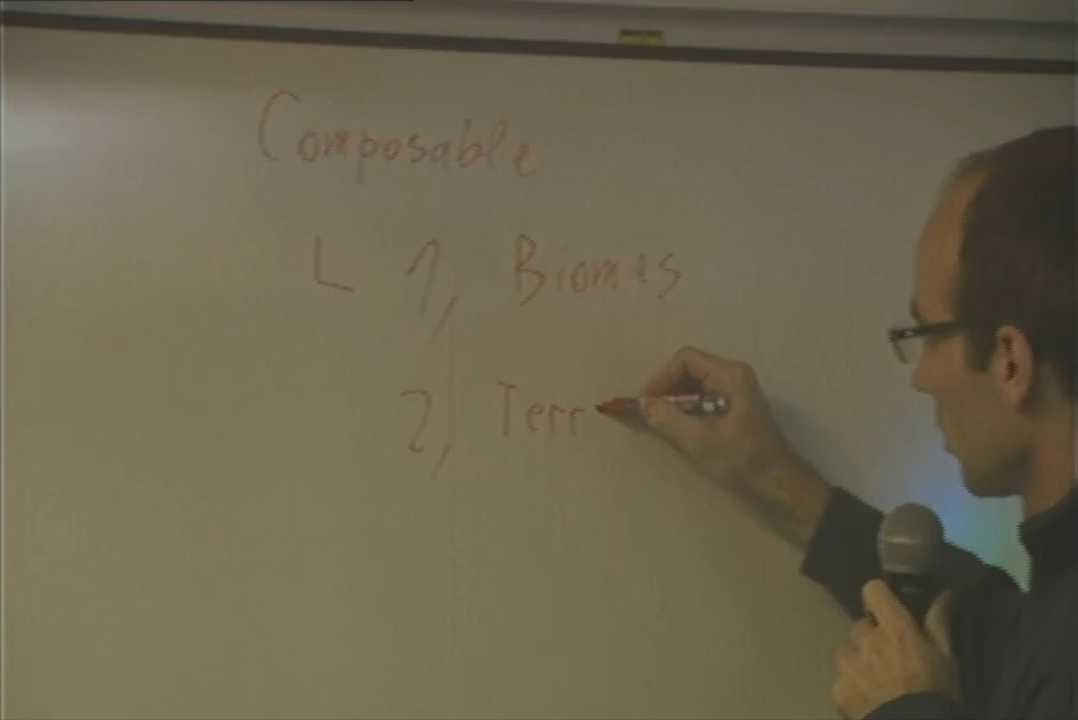 Composable
1, Biomes
2, Terr